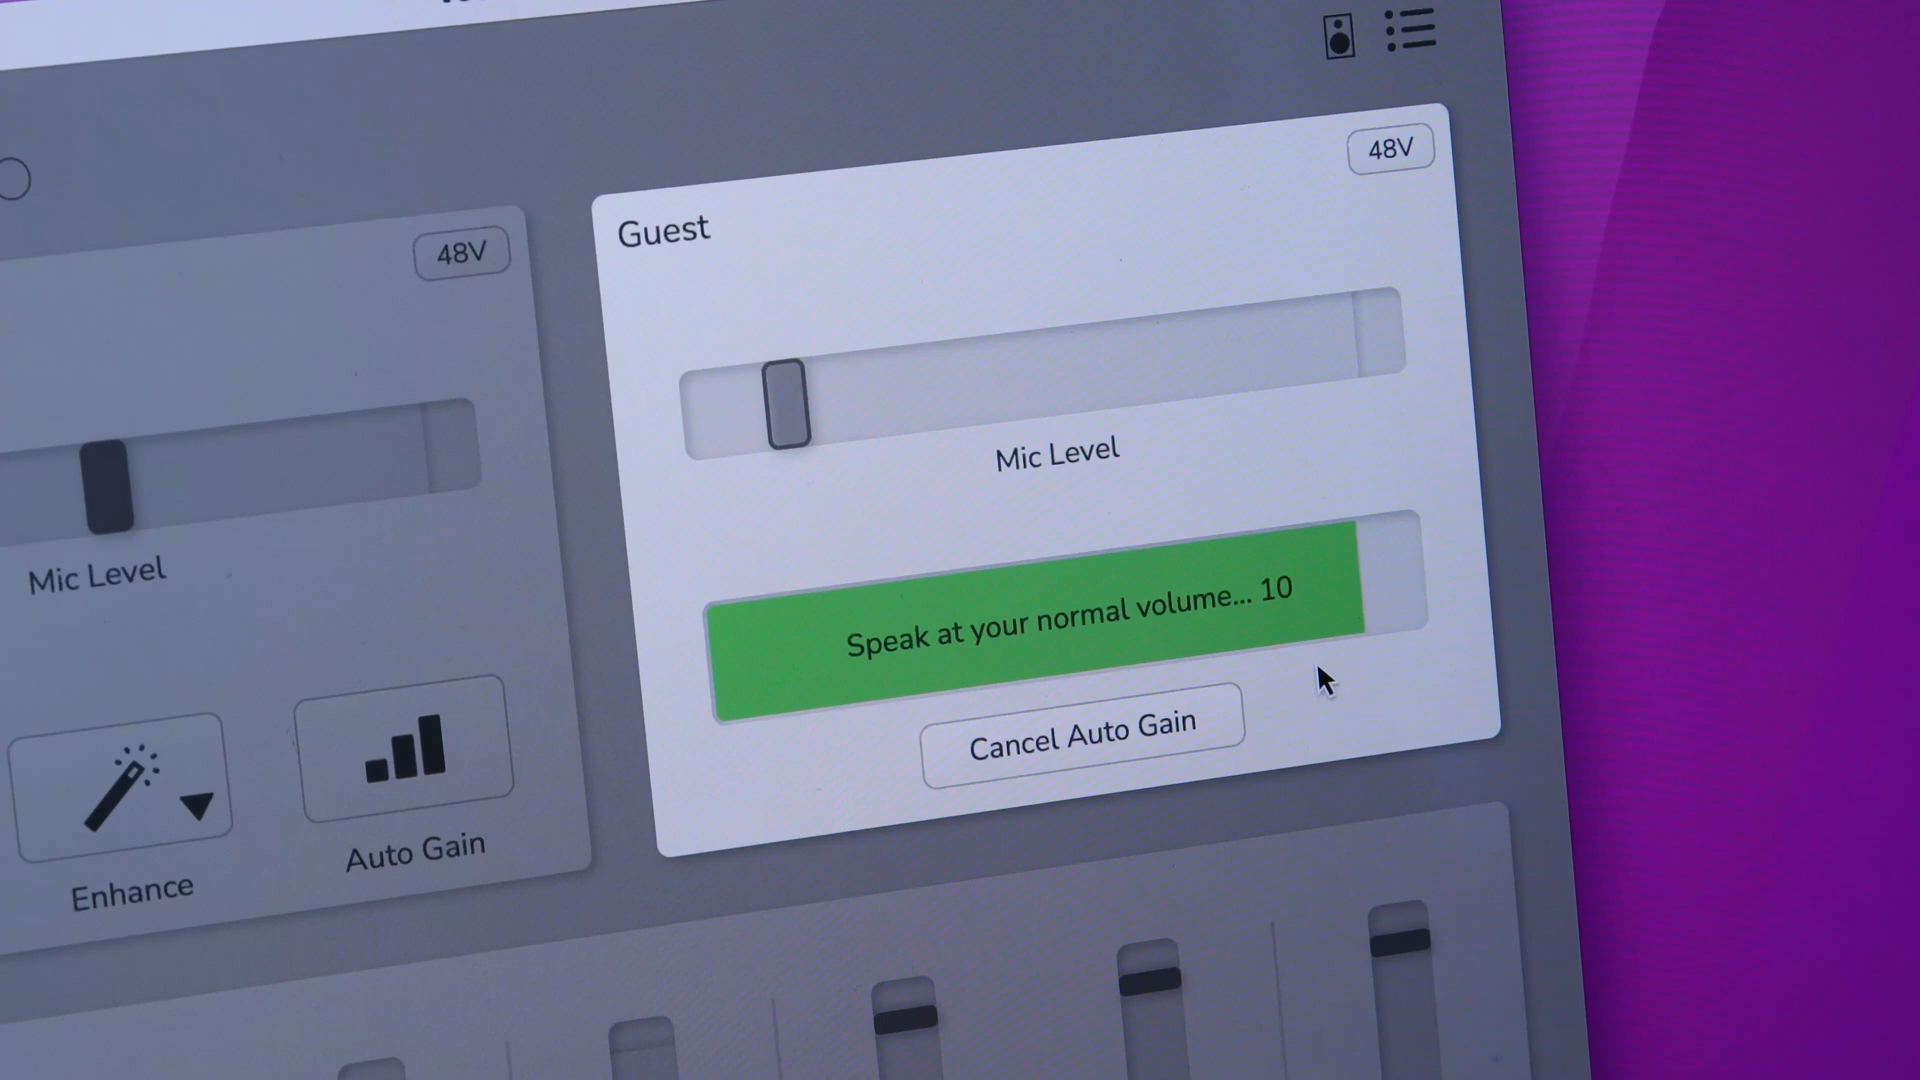 48V
Mic Level
Enhance
Auto Gain
48V
Guest
Mic Level
Speak at your normal volume... 10
Cancel Auto Gain